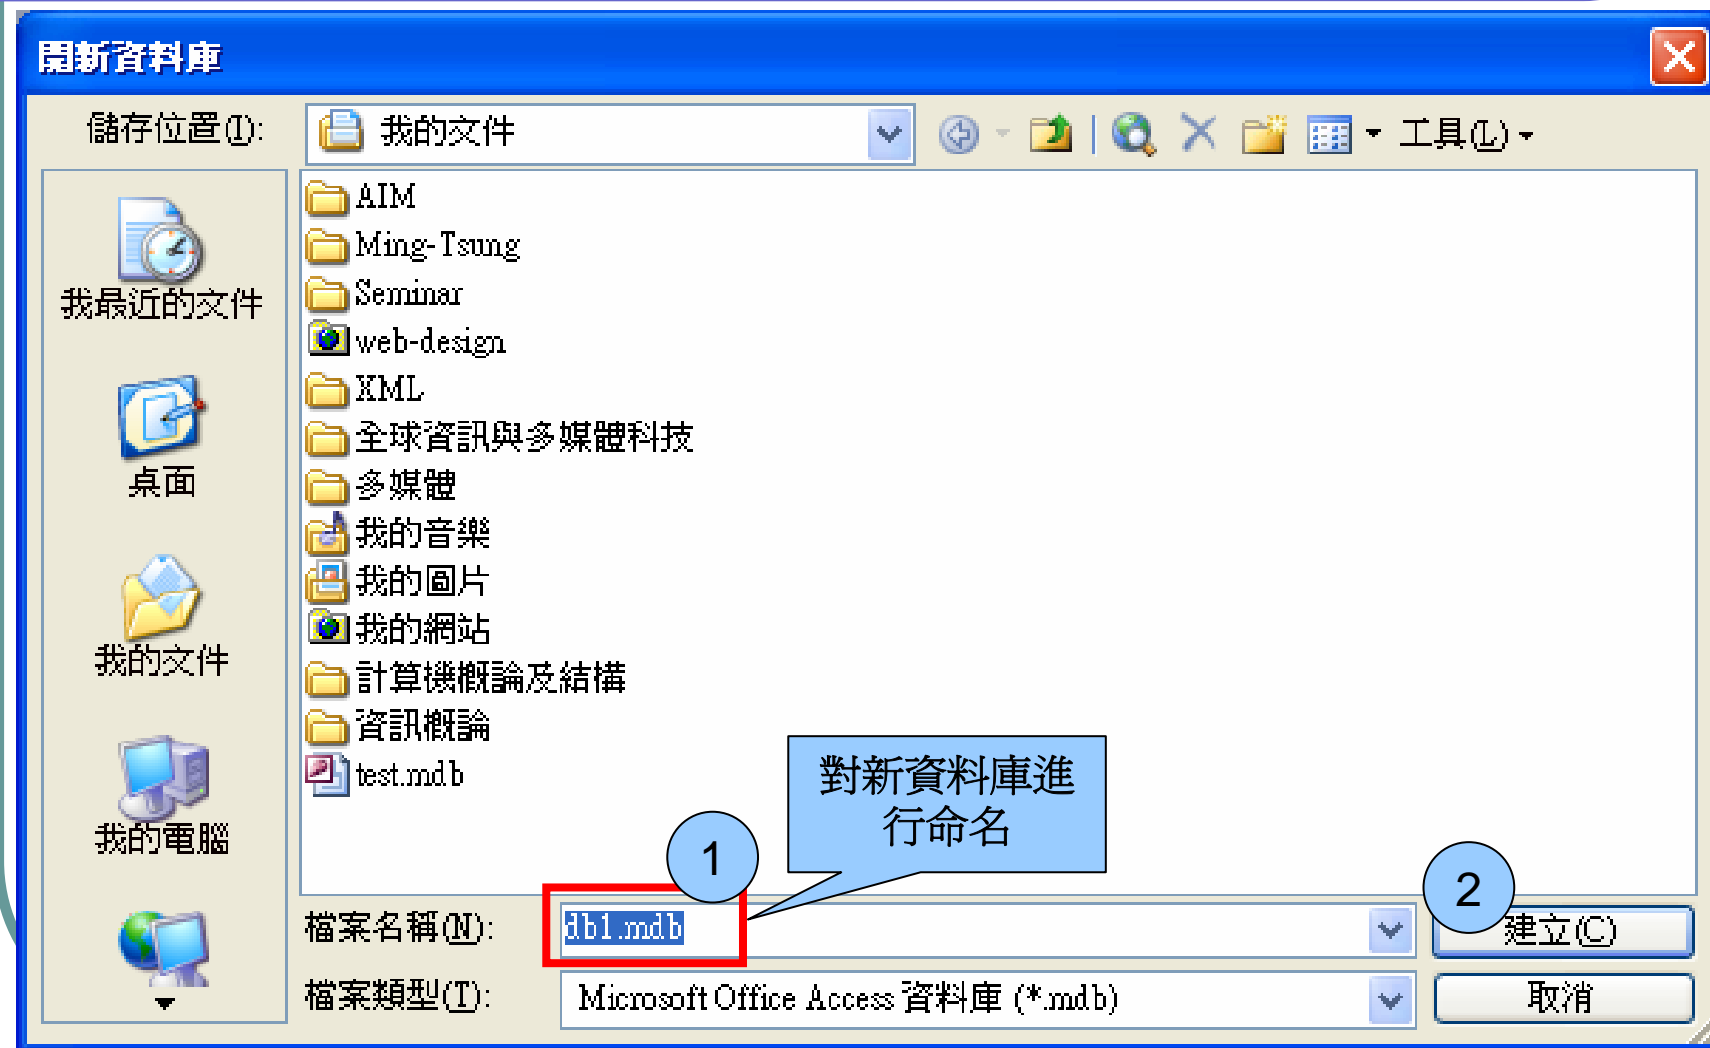 開新資料庫
儲存位置(I):
我的文件
工具(L)
我最近的文件
桌面
我的文件
我的電腦
AIM
Ming-Tsung
Seminar
web-design
XML
全球資訊與多媒體科技
多媒體
我的音樂
我的圖片
我的網站
計算機概論及結構
資訊概論
test.mdb
對新資料庫進
行命名
1
2
檔案名稱(N):
db1.mdb
建立(C)
檔案類型(T):
Microsoft Office Access 資料庫 (*.mdb)
取消